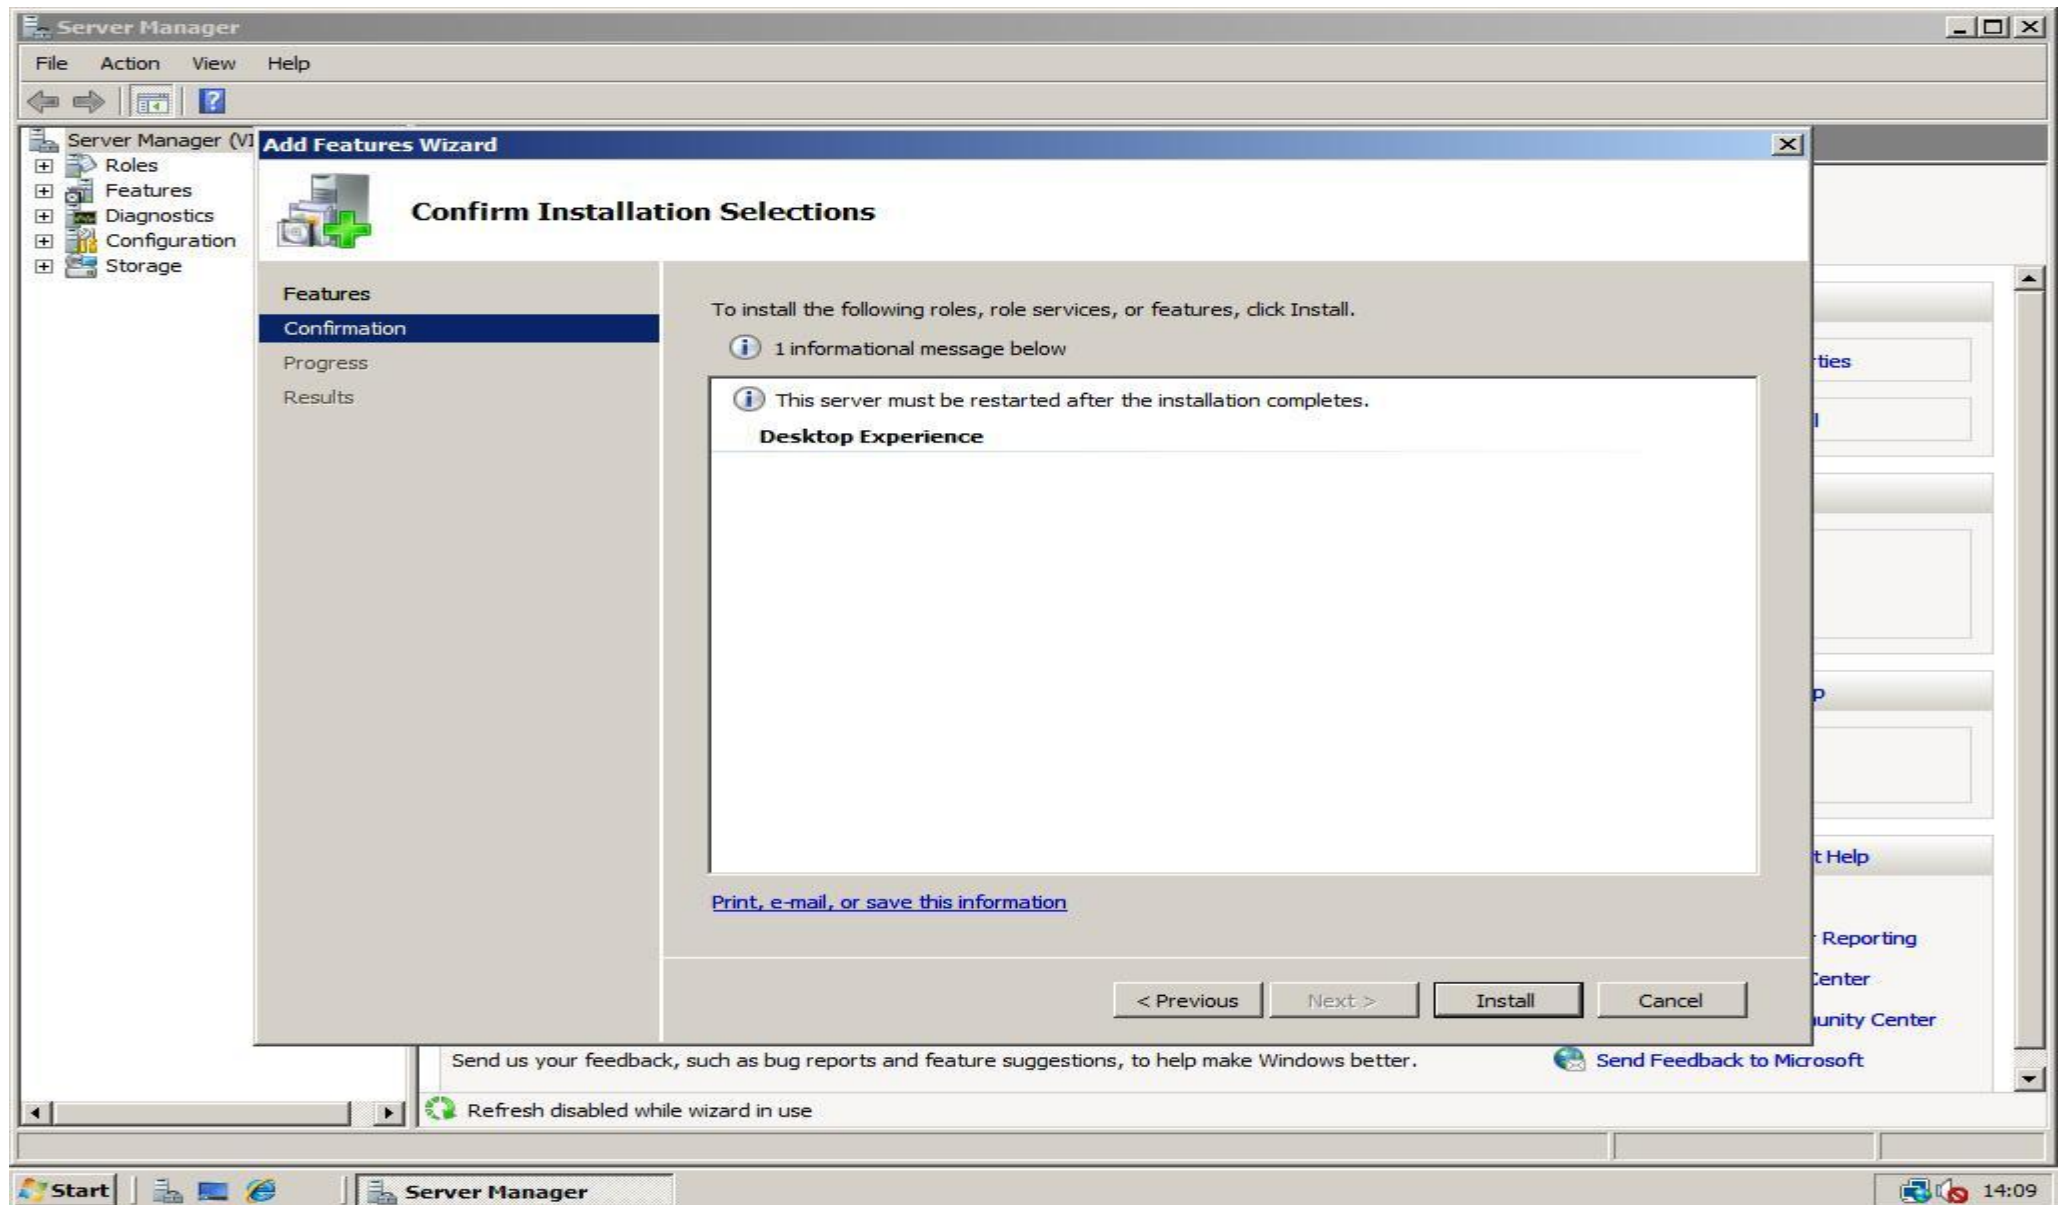 Server Manager
File Action View Help
Server Manager (VI
Roles
Features
Diagnostics
Configuration
Storage
Add Features Wizard
Confirm Installation Selections
Features
Confirmation
Progress
Results
To install the following roles, role services, or features, click Install.
1 informational message below
This server must be restarted after the installation completes.
Desktop Experience
Print, e-mail, or save this information
< Previous Next > Install Cancel
ties
p
t Help
Reporting
Center
unity Center
Send us your feedback, such as bug reports and feature suggestions, to help make Windows better.
Send Feedback to Microsoft
Refresh disabled while wizard in use
Start
Server Manager
14:09